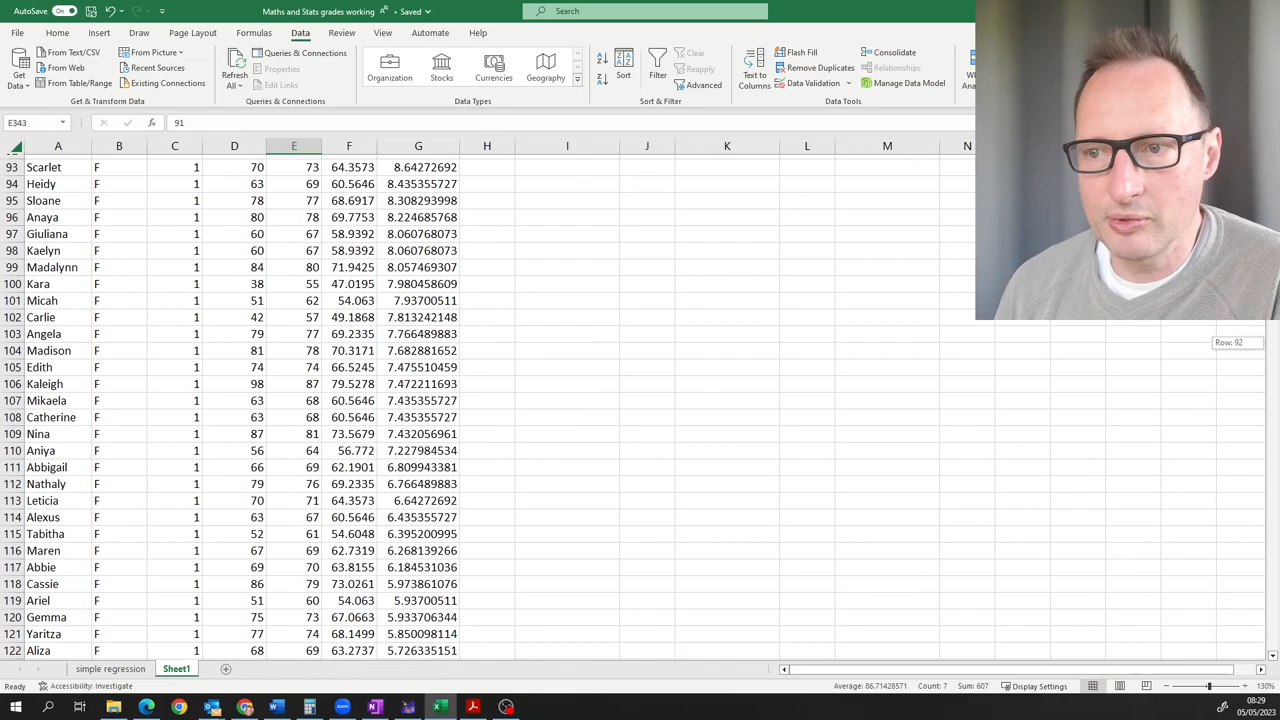 AutoSave On Maths and Stats grades working • Saved Search
File Home Insert Draw Page Layout Formulas Data Review View Automate Help
Get Data From Text/CSV From Picture Refresh All Queries & Connections Organization Stocks Currencies Geography Sort Filter Clear Text to Columns Flash Fill Consolidate
From Web Recent Sources Properties Reapply Remove Duplicates Relationships
From Table/Range Existing Connections Edit Links Advanced Data Validation Manage Data Model
Get & Transform Data Queries & Connections Data Types Sort & Filter Data Tools
E343 fx 91
A B C D E F G H I J K L M N
93 Scarlet F 1 70 73 64.3573 8.64272692
94 Heidy F 1 63 69 60.5646 8.435355727
95 Sloane F 1 78 77 68.6917 8.308293998
96 Anaya F 1 80 78 69.7753 8.224685768
97 Giuliana F 1 60 67 58.9392 8.060768073
98 Kaelyn F 1 60 67 58.9392 8.060768073
99 Madalynn F 1 84 80 71.9425 8.057469307
100 Kara F 1 38 55 47.0195 7.980458609
101 Micah F 1 51 62 54.063 7.93700511
102 Carlie F 1 42 57 49.1868 7.813242148
103 Angela F 1 79 77 69.2335 7.766489883
104 Madison F 1 81 78 70.3171 7.682881652
Row: 92
105 Edith F 1 74 74 66.5245 7.475510459
106 Kaleigh F 1 98 87 79.5278 7.472211693
107 Mikaela F 1 63 68 60.5646 7.435355727
108 Catherine F 1 63 68 60.5646 7.435355727
109 Nina F 1 87 81 73.5679 7.432056961
110 Aniya F 1 56 64 56.772 7.227984534
111 Abbigail F 1 66 69 62.1901 6.809943381
112 Nathaly F 1 79 76 69.2335 6.766489883
113 Leticia F 1 70 71 64.3573 6.64272692
114 Alexus F 1 63 67 60.5646 6.435355727
115 Tabitha F 1 52 61 54.6048 6.395200995
116 Maren F 1 67 69 62.7319 6.268139266
117 Abbie F 1 69 70 63.8155 6.184531036
118 Cassie F 1 86 79 73.0261 5.973861076
119 Ariel F 1 51 60 54.063 5.93700511
120 Gemma F 1 75 73 67.0663 5.933706344
121 Yaritza F 1 77 74 68.1499 5.850098114
122 Aliza F 1 68 69 63.2737 5.726335151
simple regression Sheet1
Ready Accessibility: Investigate Average: 86.71428571 Count: 7 Sum: 607 Display Settings 130%
08:29
05/05/2023